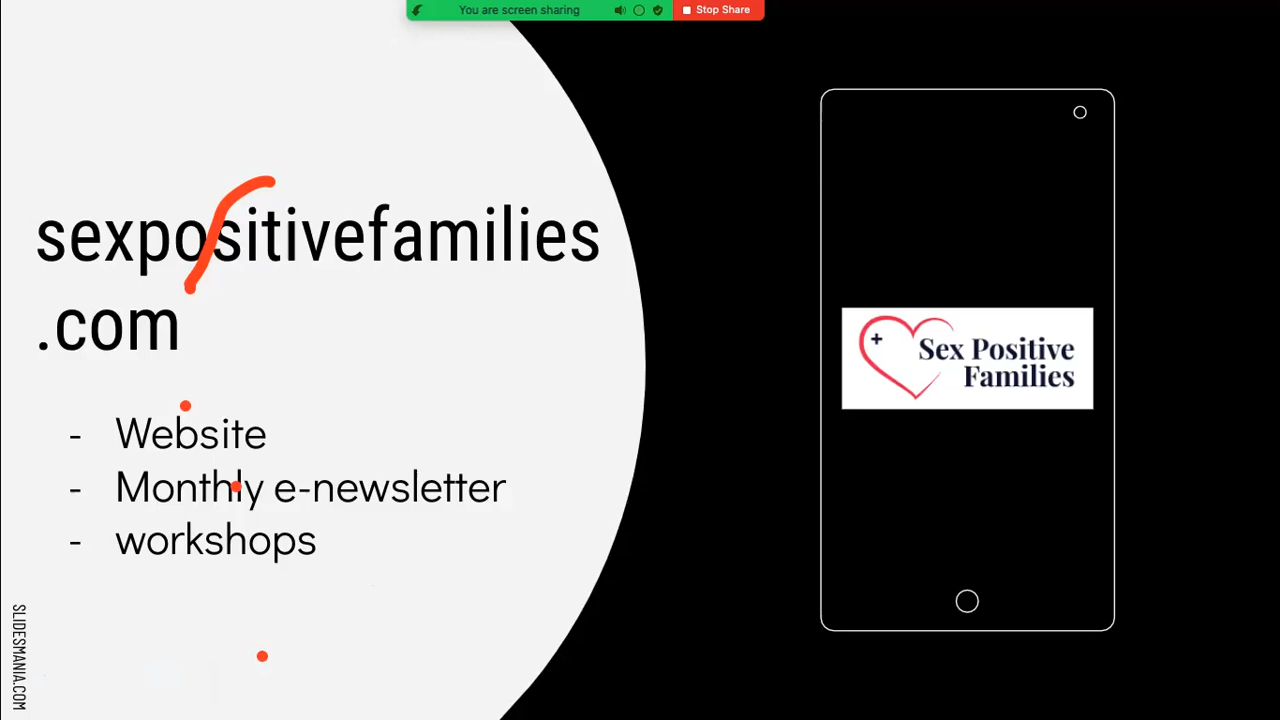 You are screen sharing
Stop Share
sexpositivefamilies
.com
- Website
- Monthly e-newsletter
- workshops
Sex Positive
Families
SLIDESMANIA.COM